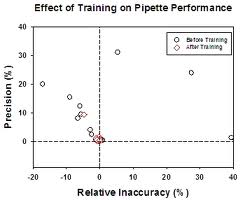 Effect of Training on Pipette Performance
Before Training
After Training
40
30
20
10
0
Precision (%)
-20 -10 0 10 20 30 40
Relative Inaccuracy (%)